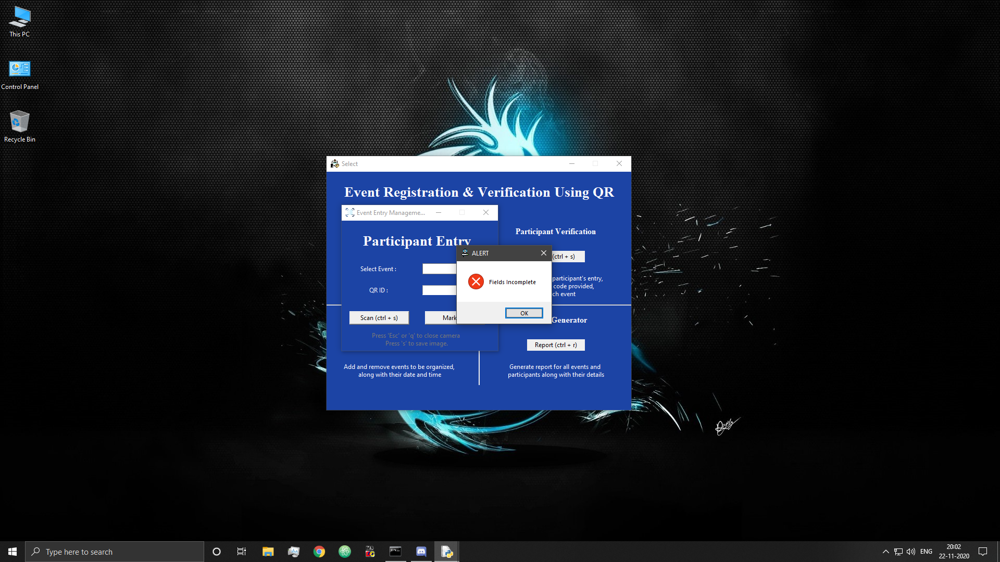 This PC
Control Panel
Recycle Bin
Select
Event Registration & Verification Using QR
Event Entry Manageme...
Participant Entry
Select Event :
QR ID :
Scan (ctrl + s)
Mark
Press 'Esc' or 'q' to close camera
Press 's' to save image.
ALERT
Fields Incomplete
OK
Participant Verification
(ctrl + s)
participant's entry,
code provided,
ch event
Generator
Report (ctrl + r)
Add and remove events to be organized,
along with their date and time
Generate report for all events and
participants along with their details
Type here to search
ENG
20:02
22-11-2020